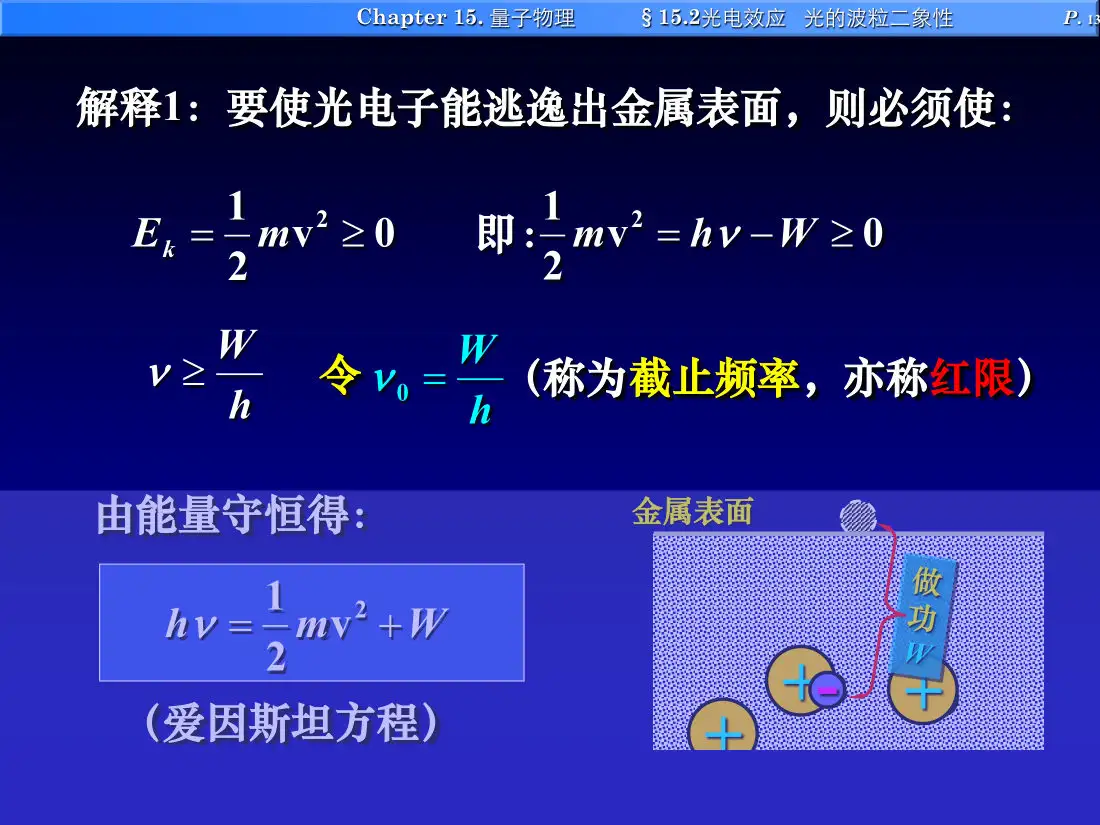 Chapter 15. 量子物理 §15.2光电效应 光的波粒二象性 P. 13
解释1：要使光电子能逃逸出金属表面，则必须使：
E_k = 1/2 mv² ≥ 0 即: 1/2 mv² = hν − W ≥ 0
ν ≥ W/h 令 ν₀ = W/h (称为截止频率，亦称红限)
由能量守恒得：
hν = 1/2 mv² + W
(爱因斯坦方程)
金属表面
做
功
W
+ -
+
+